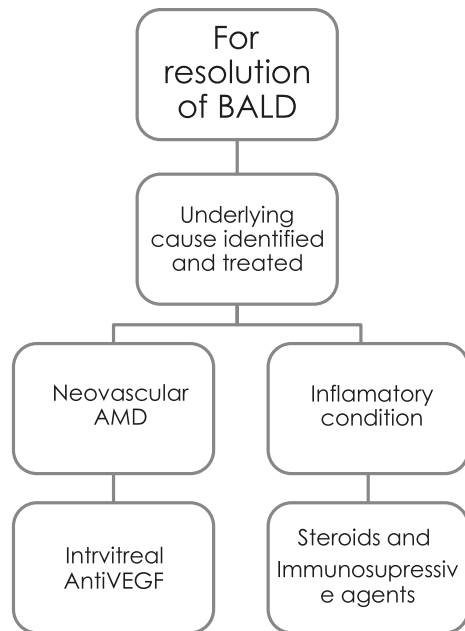 For
resolution
of BALD
Underlying
cause identified
and treated
Neovascular
AMD
Inflamatory
condition
Intrvitreal
AntiVEGF
Steroids and
Immunosupressiv
e agents